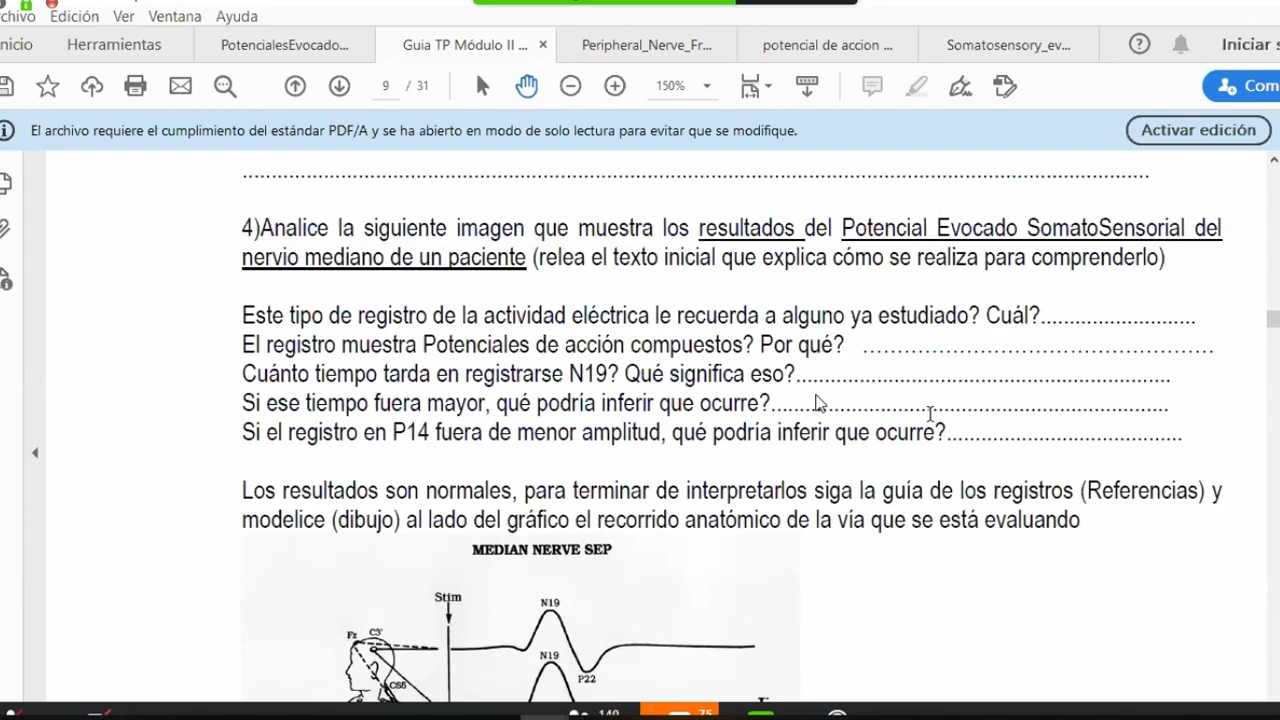 rchivo Edición Ver Ventana Ayuda
nicio Herramientas PotencialesEvocado... Guia TP Módulo II ... × Peripheral_Nerve_Fr... potencial de accion ... Somatosensory_ev... Iniciar s
9 / 31 150% Com
El archivo requiere el cumplimiento del estándar PDF/A y se ha abierto en modo de solo lectura para evitar que se modifique. Activar edición
4)Analice la siguiente imagen que muestra los resultados del Potencial Evocado SomatoSensorial del
nervio mediano de un paciente (relea el texto inicial que explica cómo se realiza para comprenderlo)
Este tipo de registro de la actividad eléctrica le recuerda a alguno ya estudiado? Cuál?..........................
El registro muestra Potenciales de acción compuestos? Por qué? ...................................................
Cuánto tiempo tarda en registrarse N19? Qué significa eso?................................................................
Si ese tiempo fuera mayor, qué podría inferir que ocurre?....................................................................
Si el registro en P14 fuera de menor amplitud, qué podría inferir que ocurre?........................................
Los resultados son normales, para terminar de interpretarlos siga la guía de los registros (Referencias) y
modelice (dibujo) al lado del gráfico el recorrido anatómico de la vía que se está evaluando
MEDIAN NERVE SEP
Stim N19
Fz C3'
N19
P22
CS5
140 75